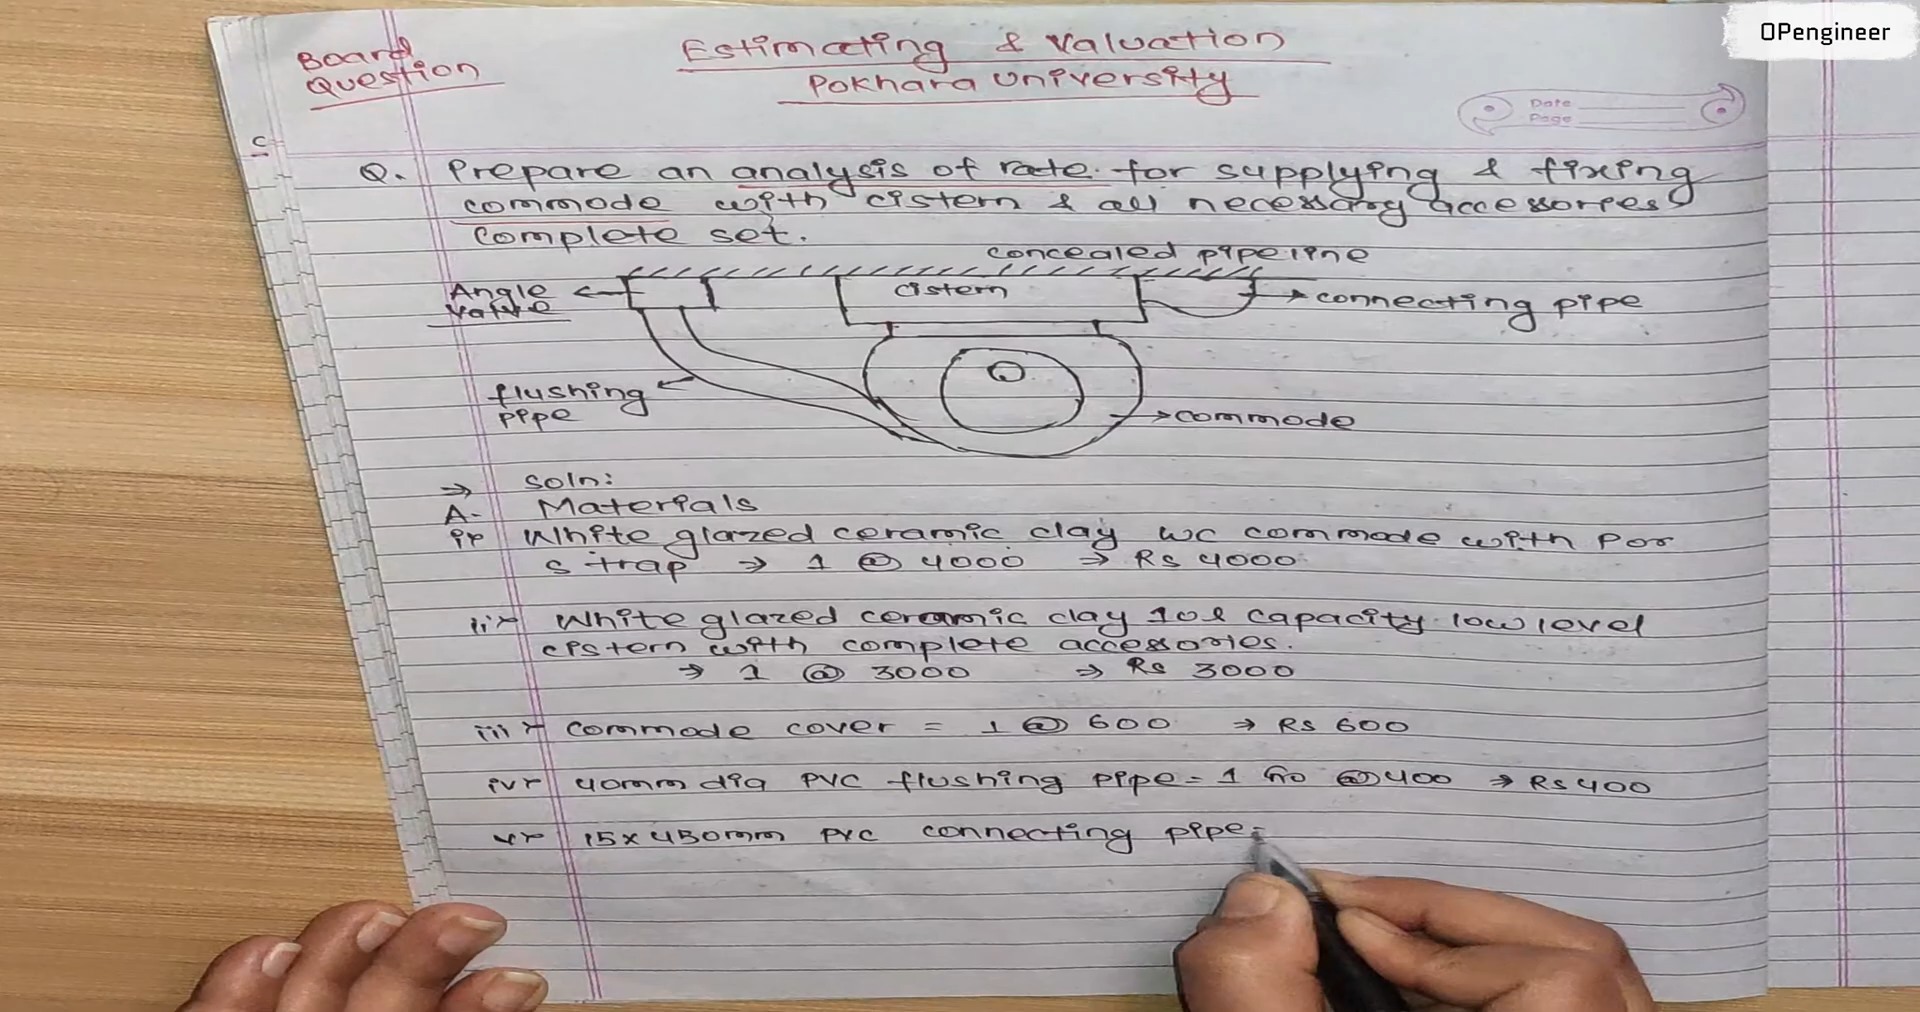 OPengineer
Board
Question
Estimating & Valuation
Pokhara University
Date
Page
C
Q. Prepare an analysis of rate. for supplying & fixing
commode with cistern & all necessary accessories
complete set.
concealed pipeline
Angle
valve
cistern
connecting pipe
flushing
pipe
commode
⇒ soln:
A. Materials
i> White glazed ceramic clay wc commode with P or
s trap → 1 @ 4000 ⇒ Rs 4000
ii> White glazed ceramic clay 10l capacity low level
cistern with complete accessories.
→ 1 @ 3000 ⇒ Rs 3000
iii> commode cover = 1 @ 600 → Rs 600
iv> 40mm dia PVC flushing pipe = 1 no @ 400 → Rs 400
v> 15x450mm PVC connecting pipe =